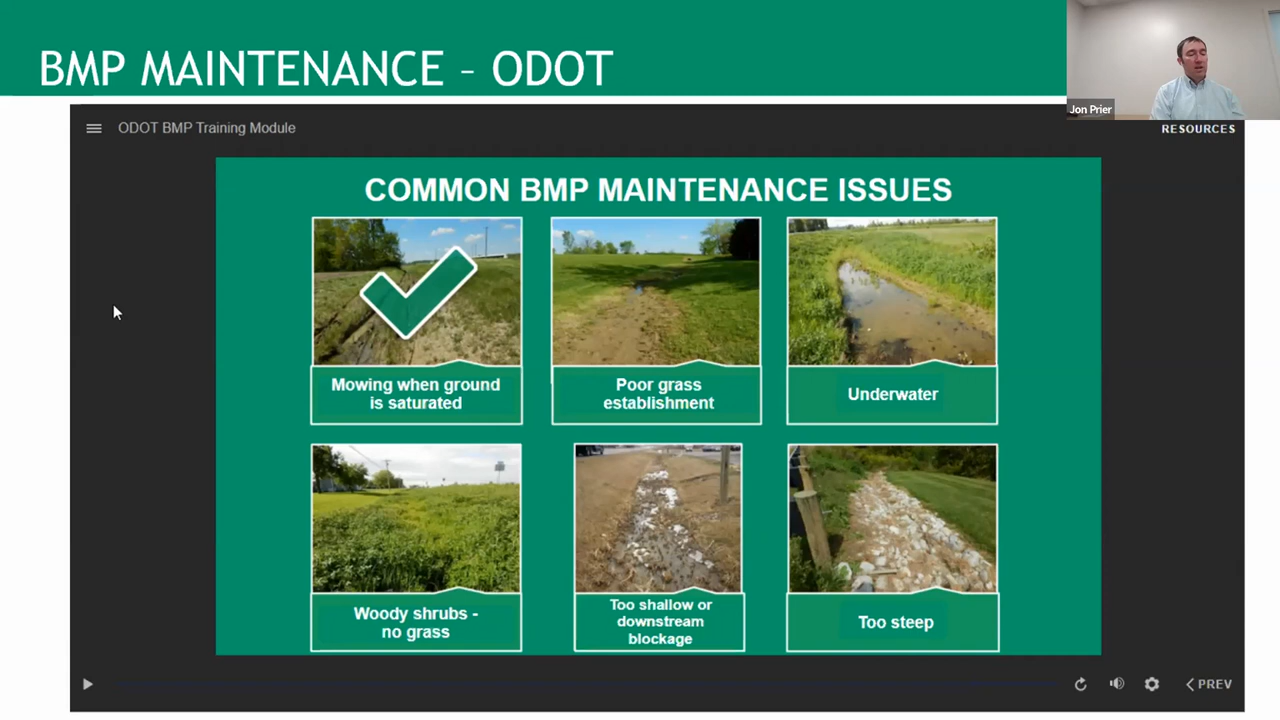 BMP MAINTENANCE – ODOT
Jon Prier
ODOT BMP Training Module
RESOURCES
COMMON BMP MAINTENANCE ISSUES
Mowing when ground
is saturated
Poor grass
establishment
Underwater
Woody shrubs -
no grass
Too shallow or
downstream
blockage
Too steep
PREV